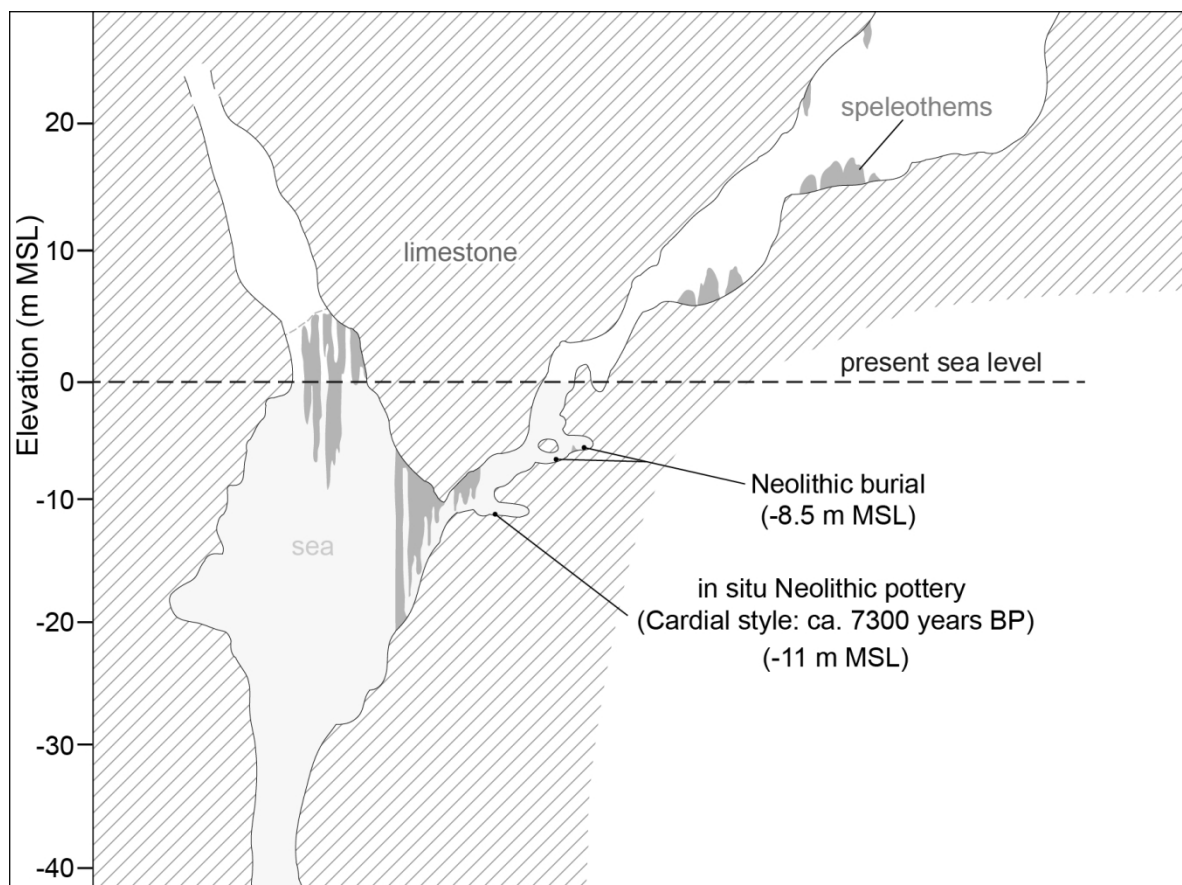 Elevation (m MSL)
20
10
0
-10
-20
-30
-40
speleothems
limestone
present sea level
sea
Neolithic burial
(-8.5 m MSL)
in situ Neolithic pottery
(Cardial style: ca. 7300 years BP)
(-11 m MSL)